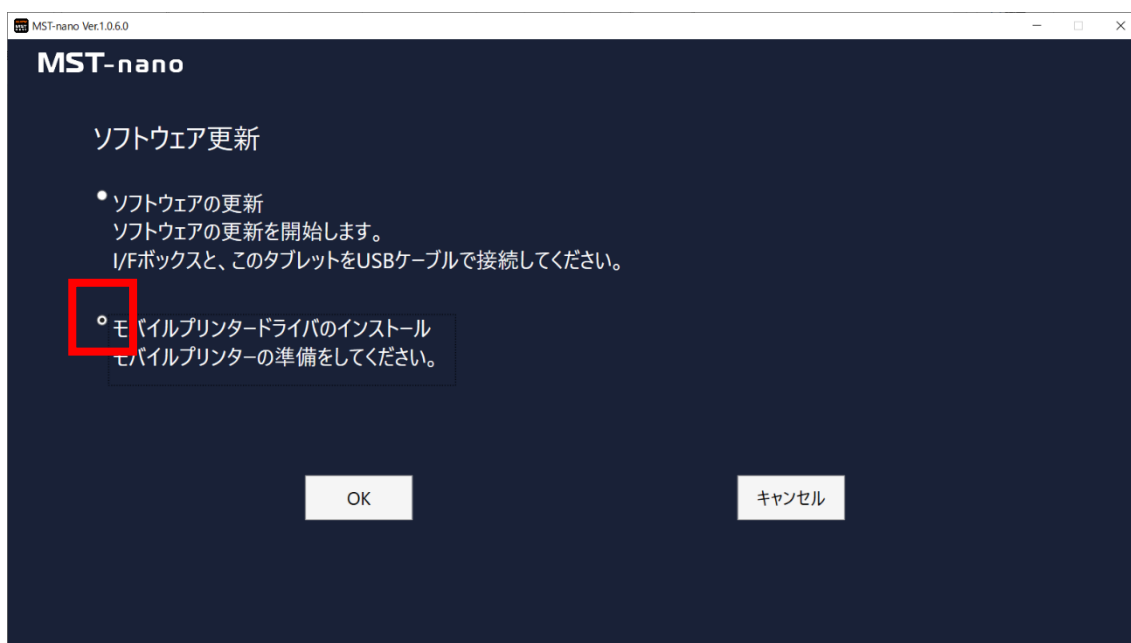 MST-nano Ver.1.0.6.0
MST-nano
ソフトウェア更新
ソフトウェアの更新
ソフトウェアの更新を開始します。
I/Fボックスと、このタブレットをUSBケーブルで接続してください。
モバイルプリンタードライバのインストール
モバイルプリンターの準備をしてください。
OK
キャンセル